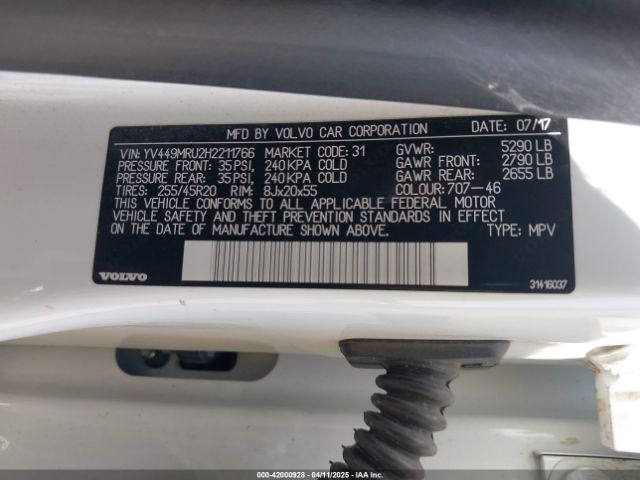 MFD BY VOLVO CAR CORPORATION DATE: 07/17
VIN: YV449MRU2H2211766 MARKET CODE: 31 GVWR: 5290 LB
PRESSURE FRONT: 35 PSI, 240 KPA COLD GAWR FRONT: 2790 LB
PRESSURE REAR: 35 PSI, 240 KPA COLD GAWR REAR: 2655 LB
TIRES: 255/45R20 RIM: 8Jx20x55 COLOUR: 707-46
THIS VEHICLE CONFORMS TO ALL APPLICABLE FEDERAL MOTOR
VEHICLE SAFETY AND THEFT PREVENTION STANDARDS IN EFFECT
ON THE DATE OF MANUFACTURE SHOWN ABOVE. TYPE: MPV
VOLVO 31416037
000-42000928 - 04/11/2025 - IAAI.COM